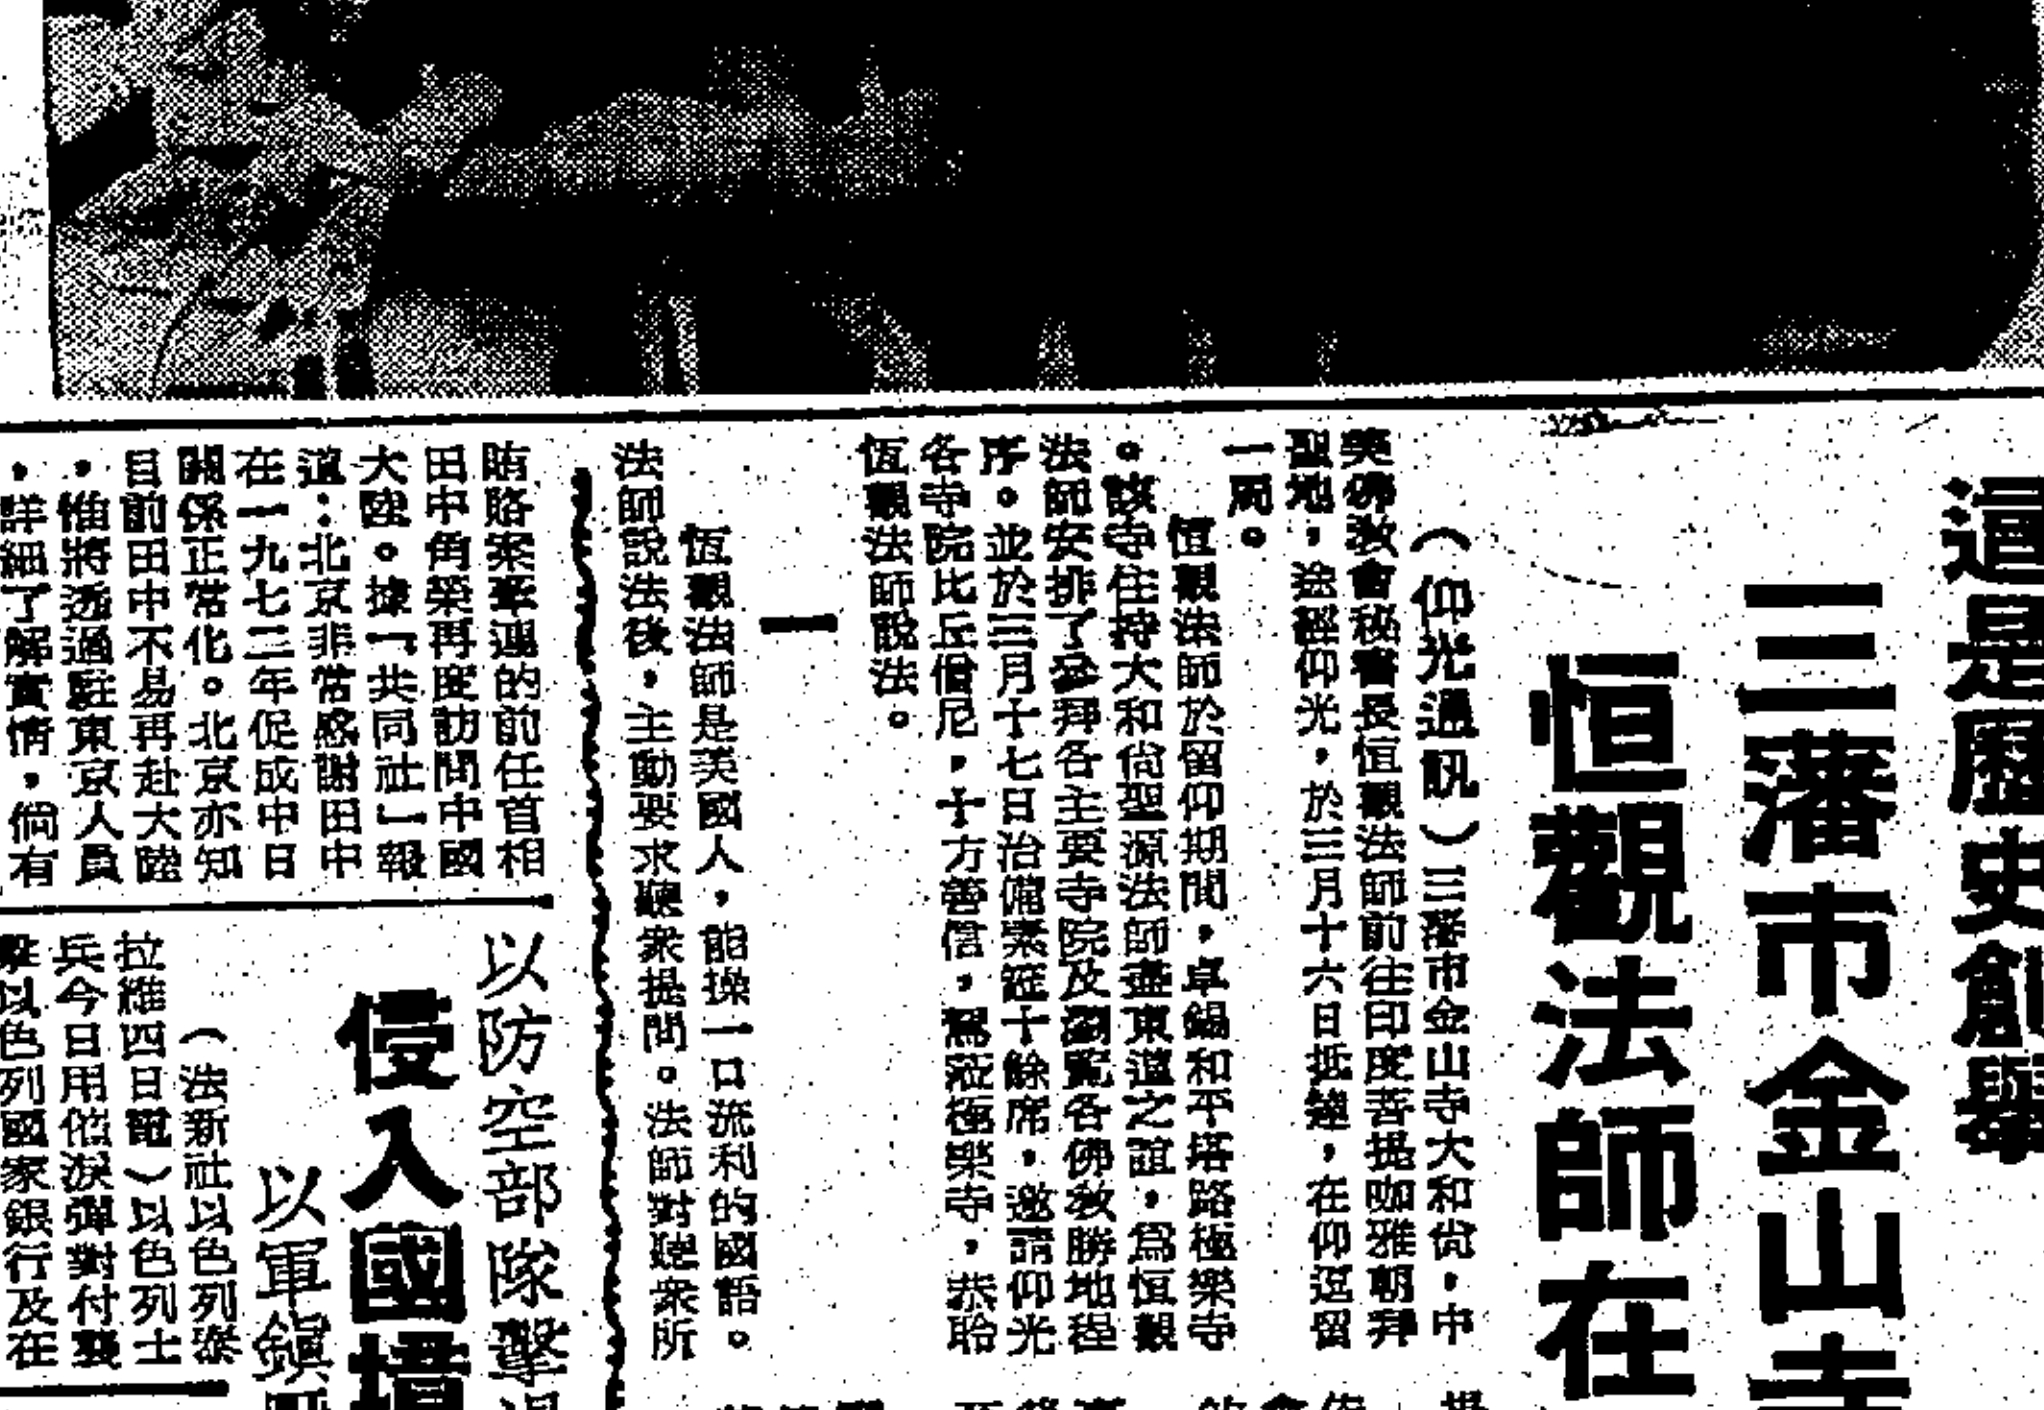 這是歷史創舉
三藩市金山寺
恒觀法師在
（仰光通訊）三藩市金山寺大和尙，中
美佛教會秘書長恒觀法師前往印度菩提咖雅朝拜
聖地，途經仰光，於三月十六日抵達，在仰逗留
一周。
恆觀法師於留仰期間，卓錫和平塔路極樂寺
。該寺住持大和尙聖源法師盡東道之誼，爲恒觀
法師安排了參拜各主要寺院及瀏覽各佛教勝地程
序。並於三月十七日治備素筵十餘席，邀請仰光
各寺院比丘僧尼，十方善信，駕蒞極樂寺，恭聆
恆觀法師說法。
一
恆觀法師是美國人，能操一口流利的國語。
法師說法後，主動要求聽衆提問。法師對聽衆所
賄賂案牽連的前任首相
田中角榮再度訪問中國
大陸。據「共同社」報
道：北京非常感謝田中
在一九七二年促成中日
關係正常化。北京亦知
目前田中不易再赴大陸
，惟將透過駐東京人員
，詳細了解實情，倘有
以防空部隊擊退
侵入國境
以軍鎭
（法新社以色列泰
拉維四日電）以色列士
兵今日用催淚彈對付襲
擊以色列國家銀行及在